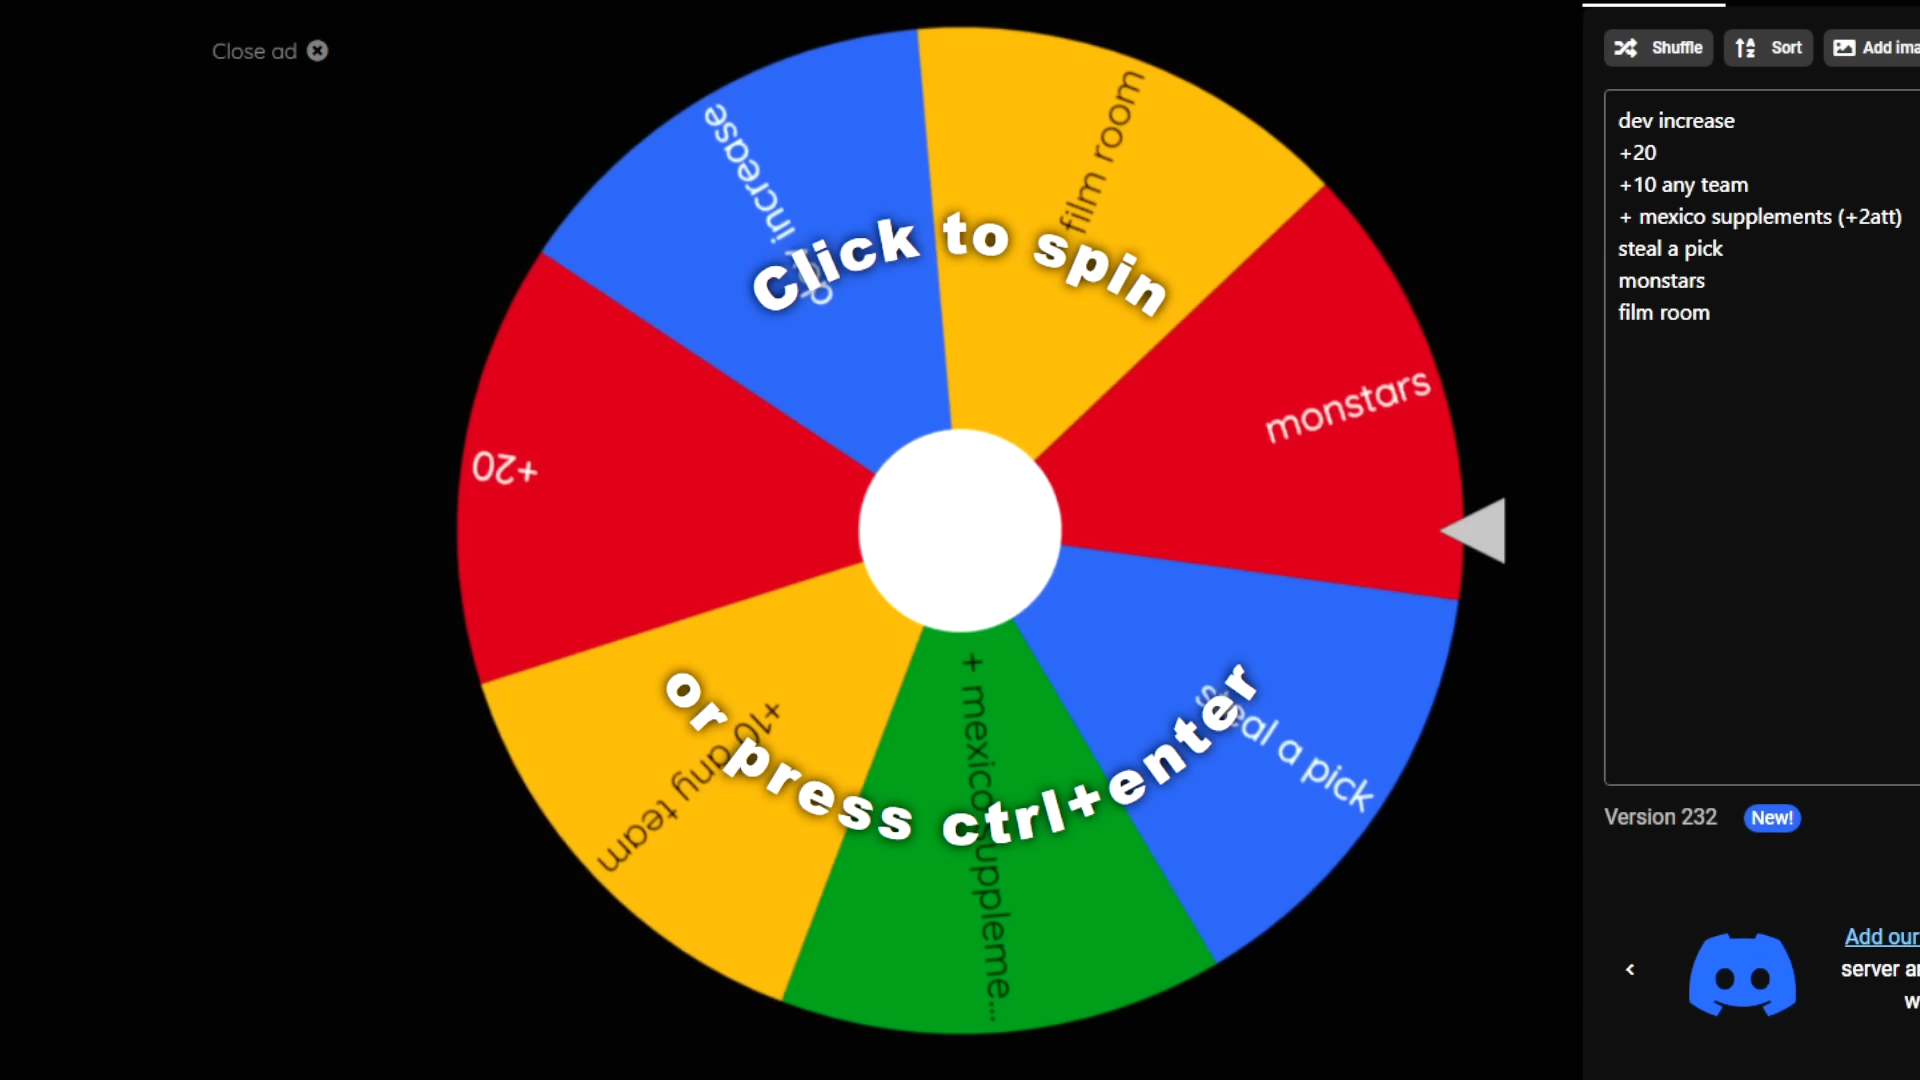 Close ad
dev increase
film room
monstars
+20
+10 any team
+ mexico suppleme...
steal a pick
Click to spin
or press ctrl+enter
Shuffle
Sort
Add ima
dev increase
+20
+10 any team
+ mexico supplements (+2att)
steal a pick
monstars
film room
Version 232
New!
Add our
server a
w